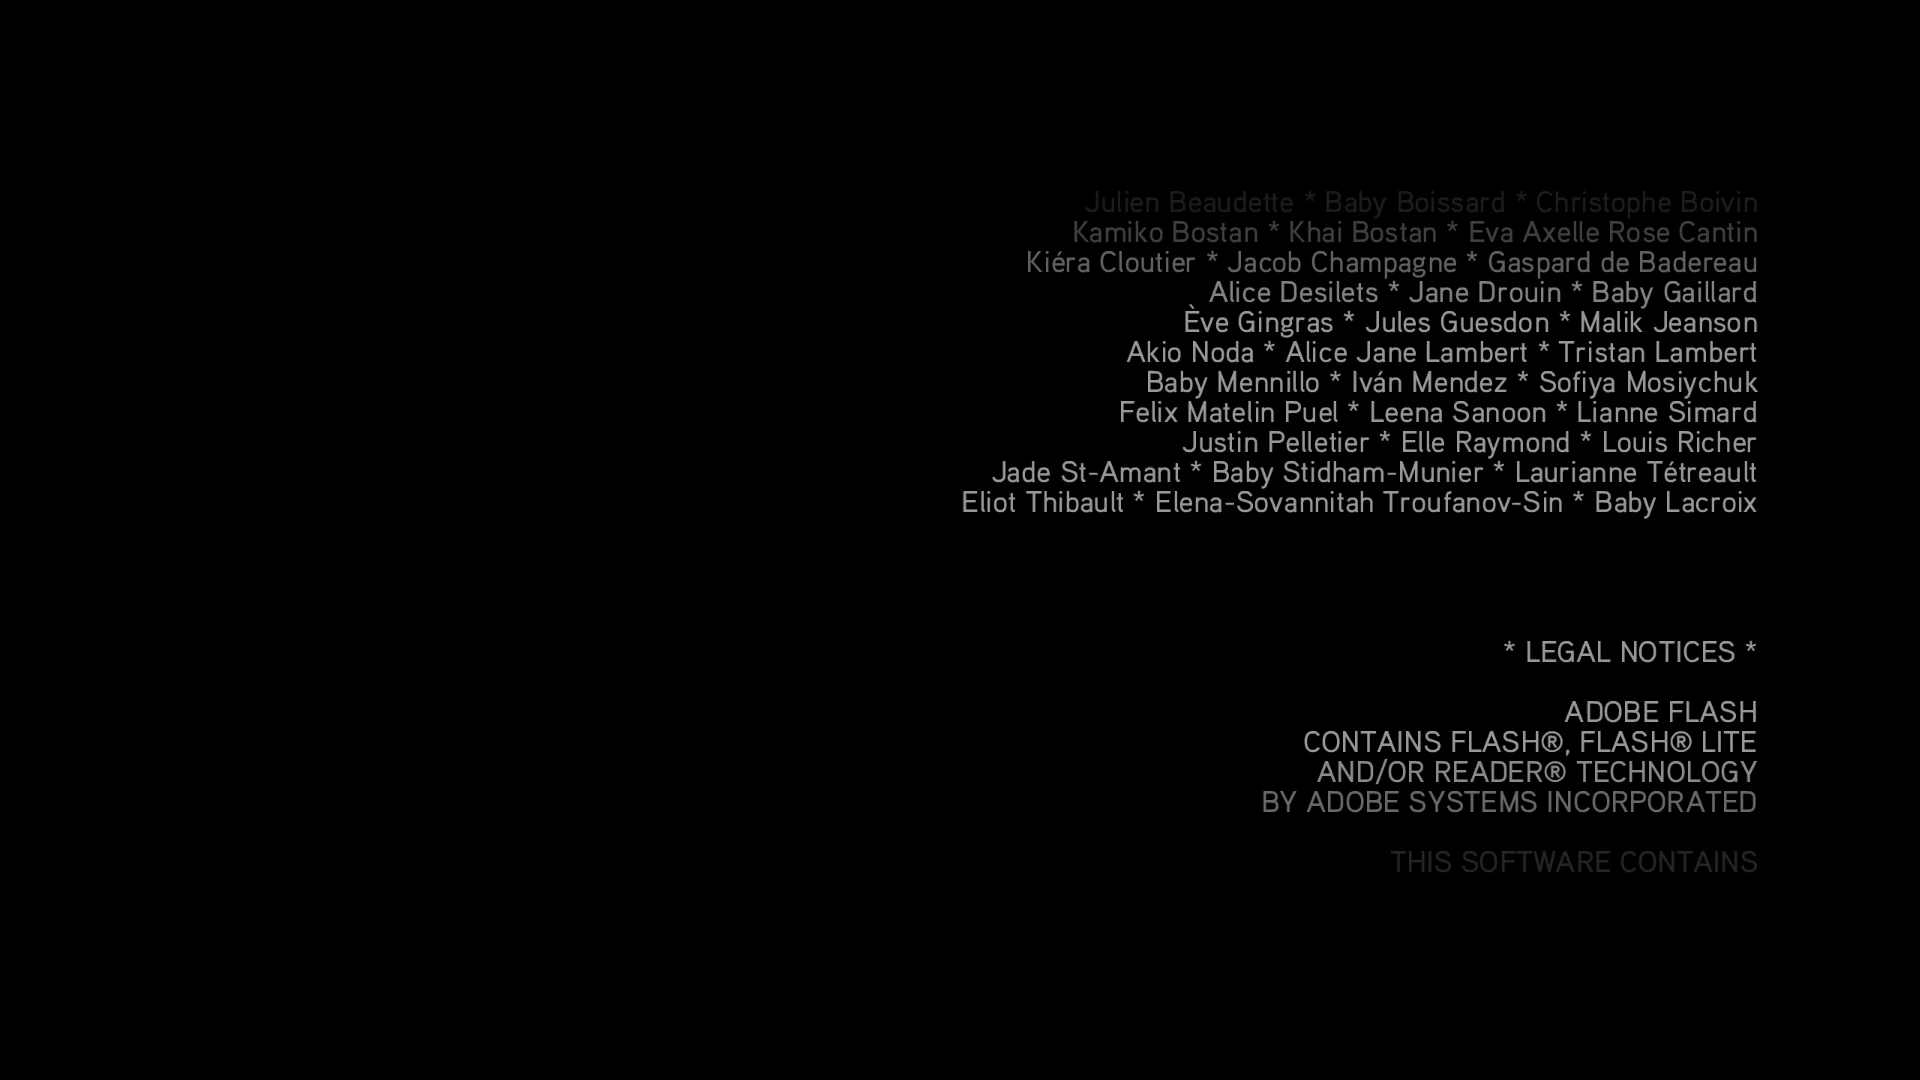 Julien Beaudette * Baby Boissard * Christophe Boivin
Kamiko Bostan * Khai Bostan * Eva Axelle Rose Cantin
Kiéra Cloutier * Jacob Champagne * Gaspard de Badereau
Alice Desilets * Jane Drouin * Baby Gaillard
Ève Gingras * Jules Guesdon * Malik Jeanson
Akio Noda * Alice Jane Lambert * Tristan Lambert
Baby Mennillo * Iván Mendez * Sofiya Mosiychuk
Felix Matelin Puel * Leena Sanoon * Lianne Simard
Justin Pelletier * Elle Raymond * Louis Richer
Jade St-Amant * Baby Stidham-Munier * Laurianne Tétreault
Eliot Thibault * Elena-Sovannitah Troufanov-Sin * Baby Lacroix
* LEGAL NOTICES *
ADOBE FLASH
CONTAINS FLASH®, FLASH® LITE
AND/OR READER® TECHNOLOGY
BY ADOBE SYSTEMS INCORPORATED
THIS SOFTWARE CONTAINS